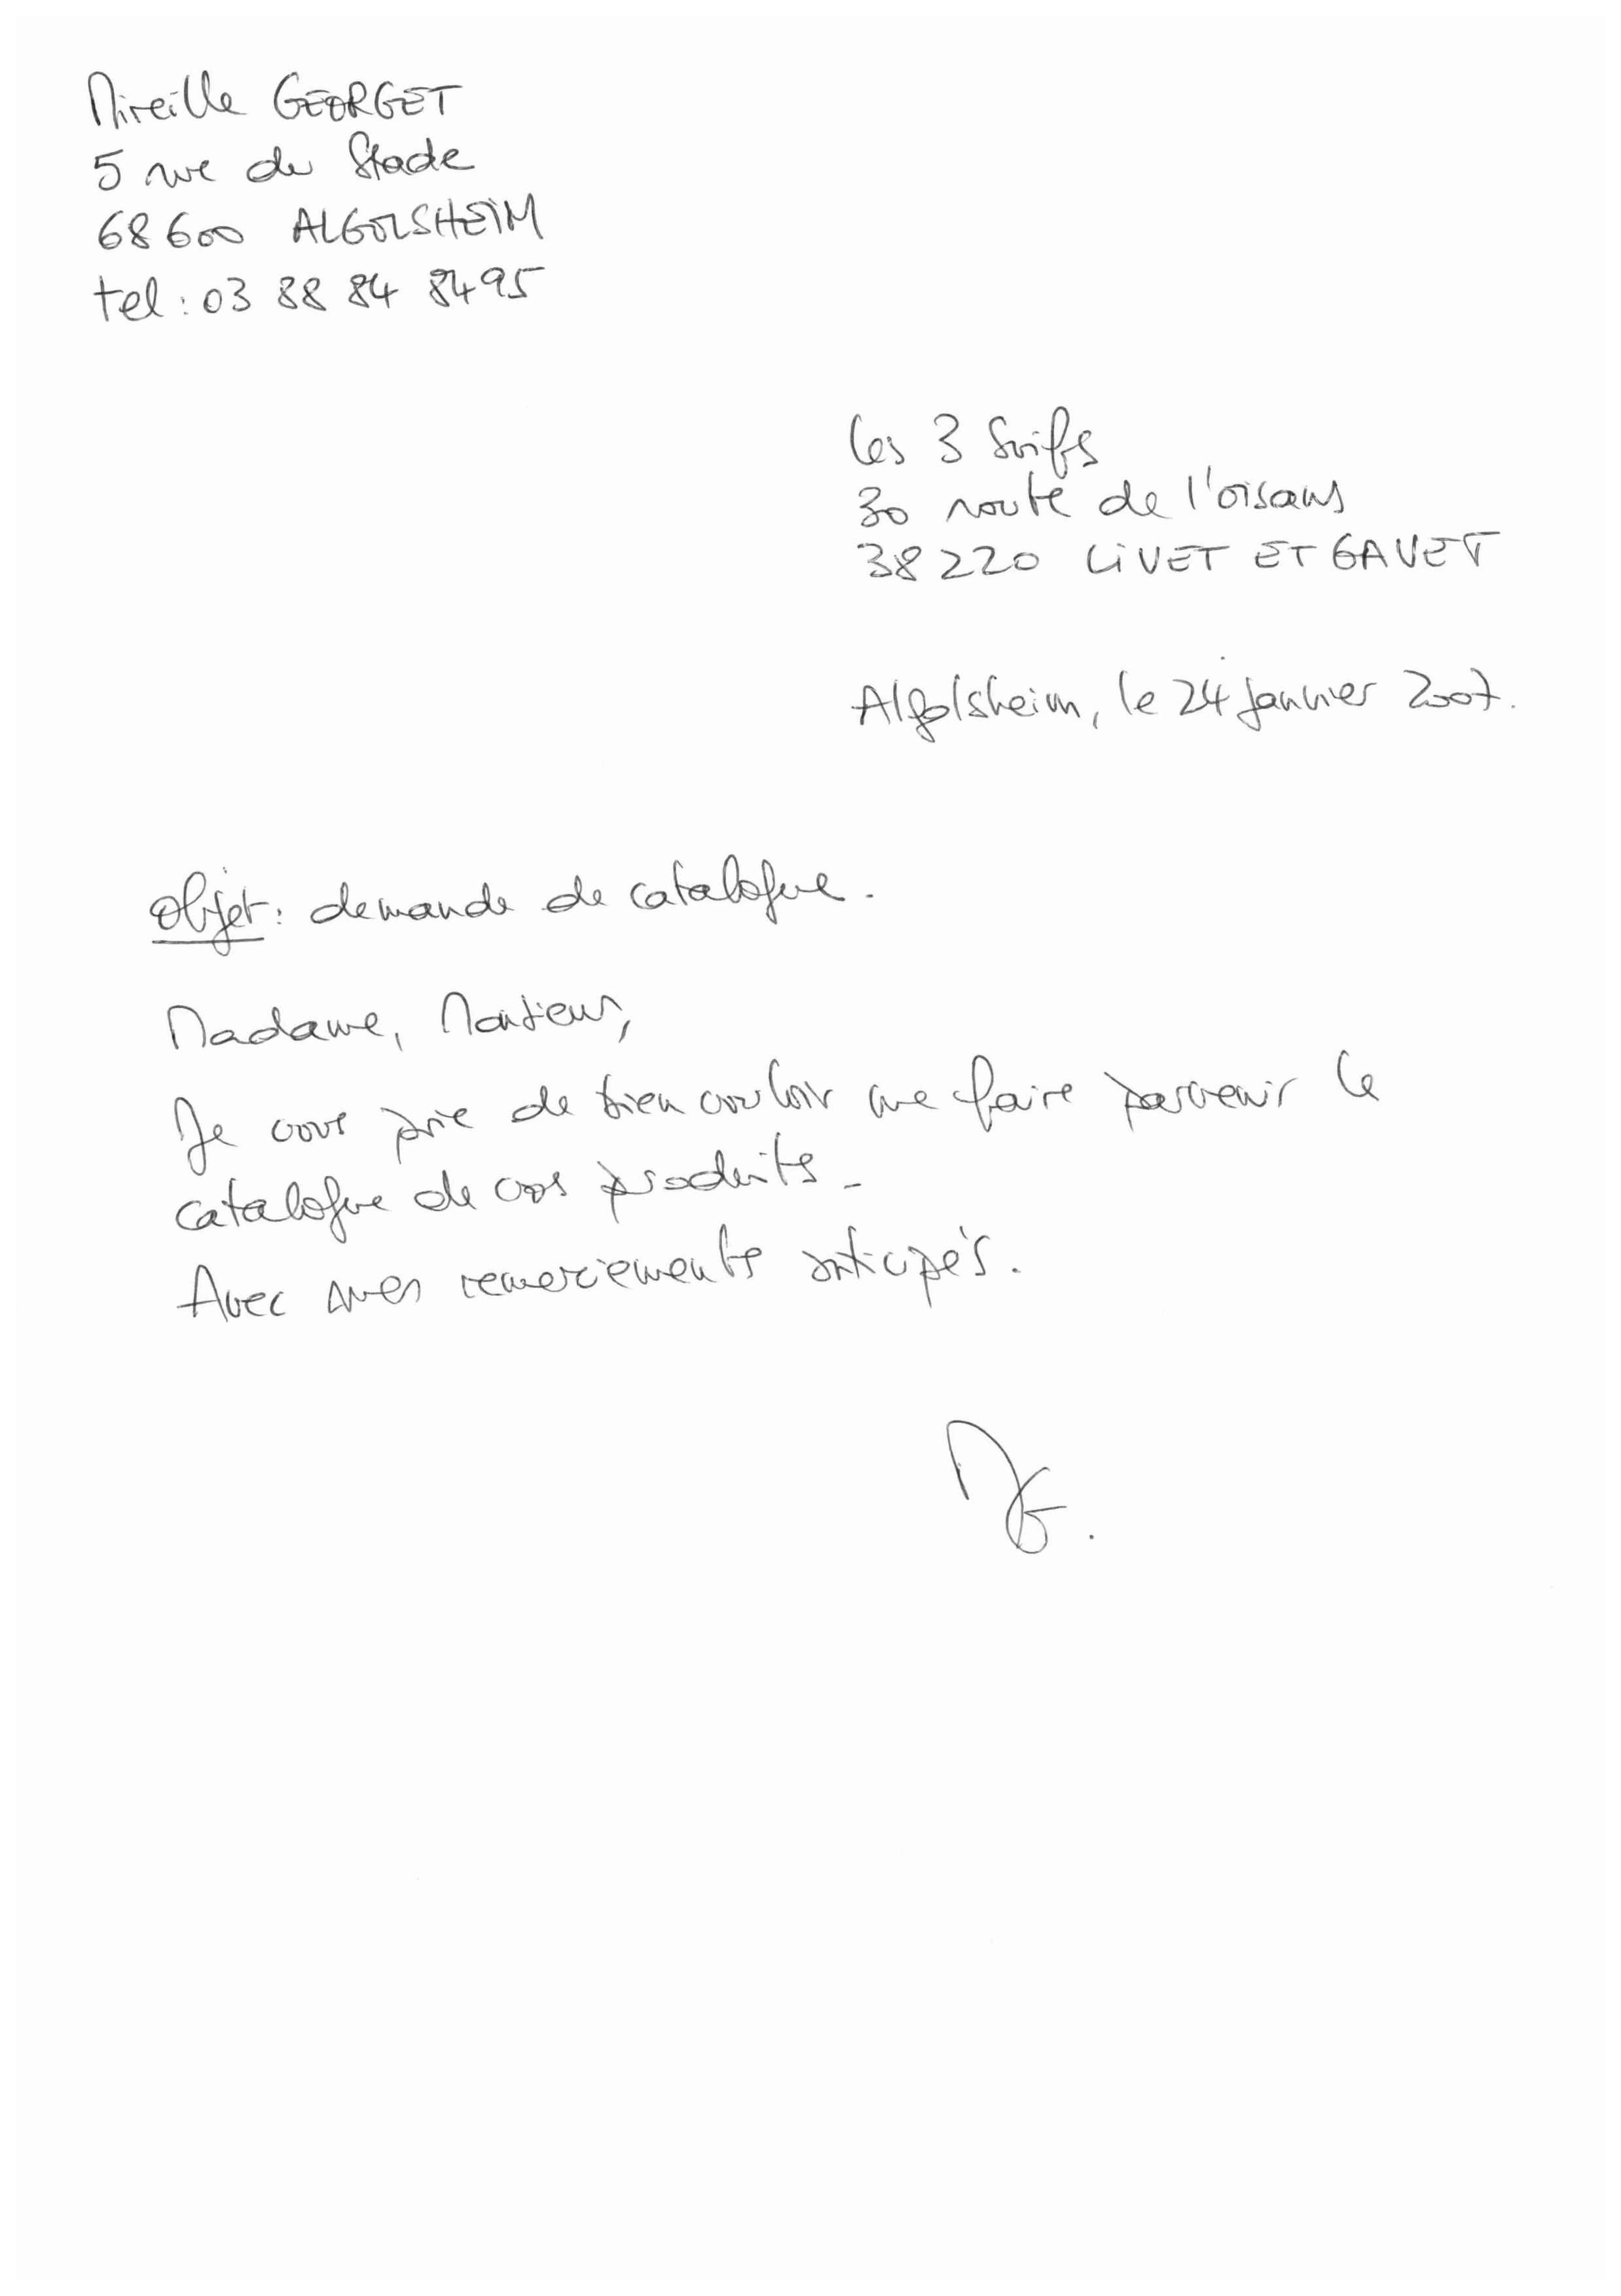 Mireille GEORGET
5 rue du Stade
68600 ALGOLSHEIM
tel : 03 88 84 84 95
Les 3 Suifs
30 route de l'oisans
38220 LIVET ET GAVET
Algolsheim, le 24 janvier 2007.
Objet : demande de catalogue.
Madame, Monsieur,
Je vous prie de bien vouloir me faire parvenir le
catalogue de vos produits.
Avec mes remerciements anticipés.
MG.